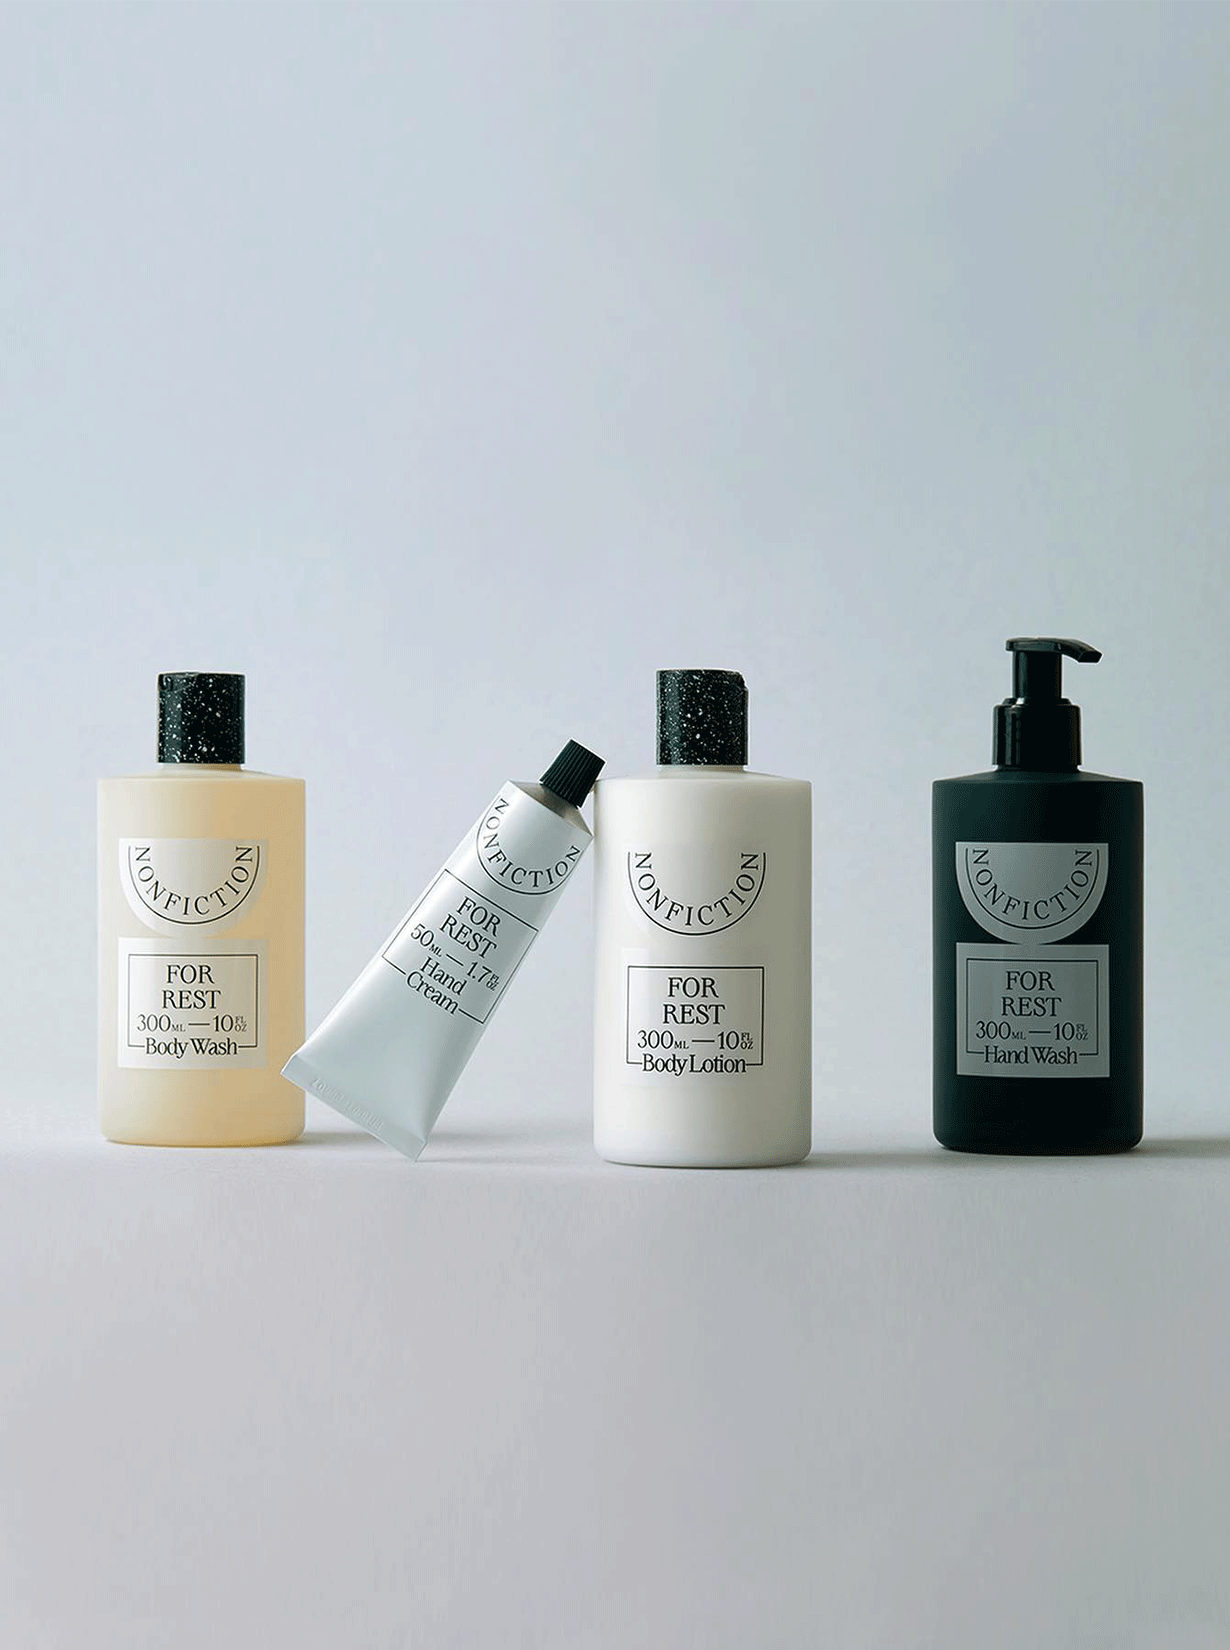 NONFICTION
FOR
REST
300ML—10FL OZ
Body Wash
NONFICTION
FOR
REST
50ML—1.7FL OZ
Hand
Cream
NONFICTION
FOR
REST
300ML—10FL OZ
Body Lotion
NONFICTION
FOR
REST
300ML—10FL OZ
Hand Wash